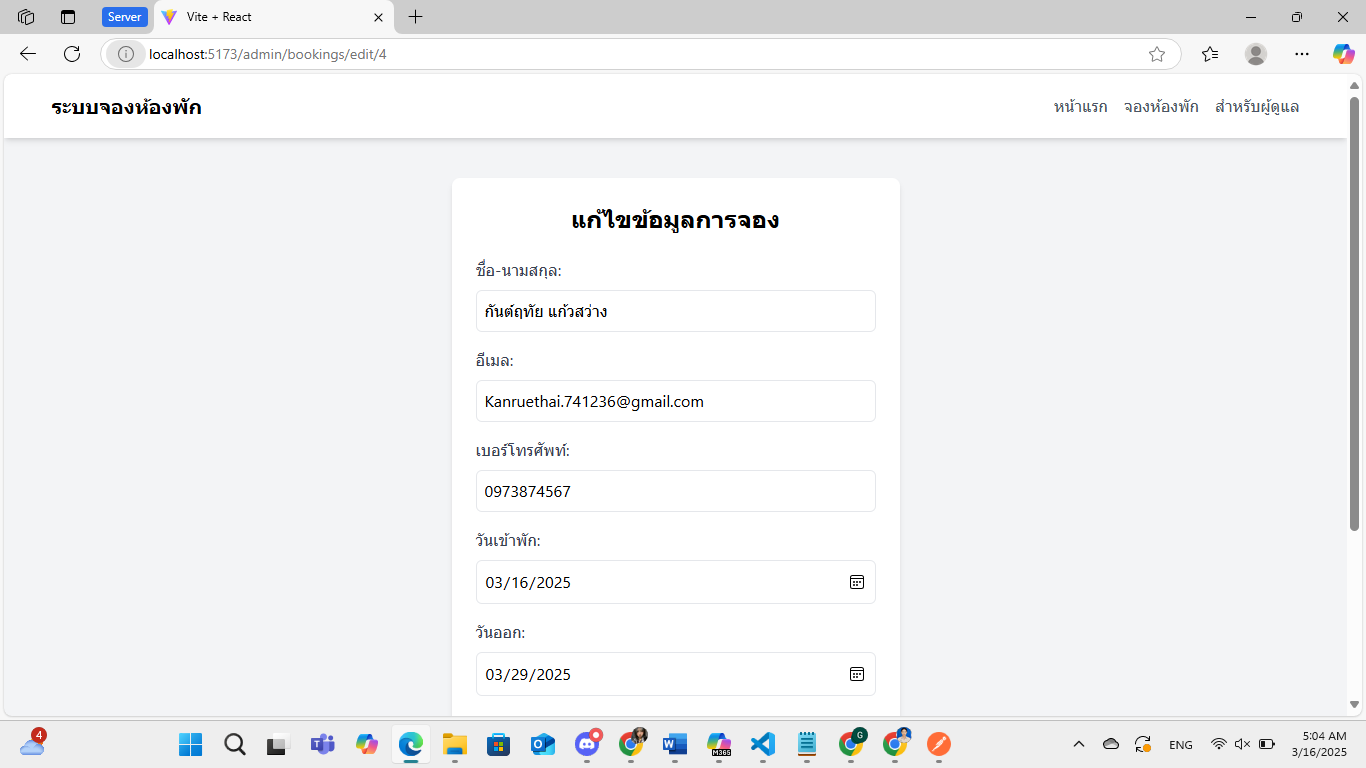 Server
Vite + React
localhost:5173/admin/bookings/edit/4
ระบบจองห้องพัก
หน้าแรก จองห้องพัก สำหรับผู้ดูแล
แก้ไขข้อมูลการจอง
ชื่อ-นามสกุล:
กันต์ฤทัย แก้วสว่าง
อีเมล:
Kanruethai.741236@gmail.com
เบอร์โทรศัพท์:
0973874567
วันเข้าพัก:
03/16/2025
วันออก:
03/29/2025
4
M365
G
ENG
5:04 AM
3/16/2025